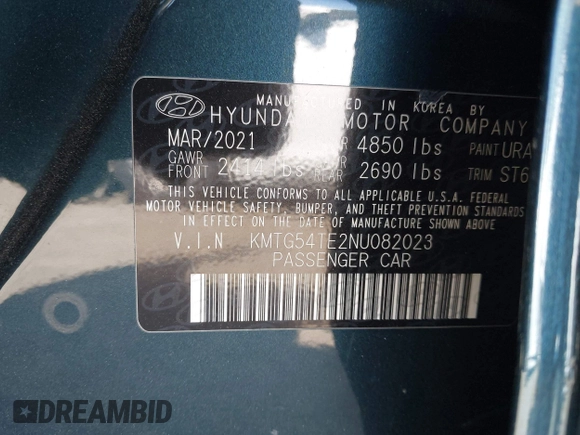 MANUFACTURED IN KOREA BY
HYUNDAI MOTOR COMPANY
MAR/2021 4850 lbs PAINT URA
GAWR FRONT 2414 lbs REAR 2690 lbs TRIM ST6
THIS VEHICLE CONFORMS TO ALL APPLICABLE U.S.A. FEDERAL
MOTOR VEHICLE SAFETY, BUMPER, AND THEFT PREVENTION STANDARDS
IN EFFECT ON THE DATE OF MANUFACTURE SHOWN ABOVE
V.I.N KMTG54TE2NU082023
PASSENGER CAR
DREAMBID